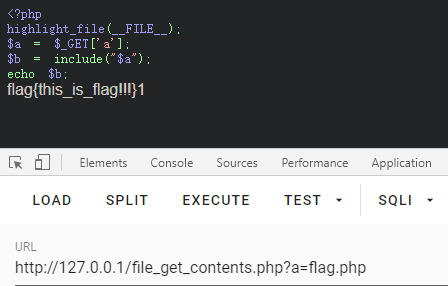 <?php
highlight_file(__FILE__);
$a = $_GET['a'];
$b = include("$a");
echo $b;
flag{this_is_flag!!!}1
Elements Console Sources Performance Application
LOAD SPLIT EXECUTE TEST SQLI
URL
http://127.0.0.1/file_get_contents.php?a=flag.php